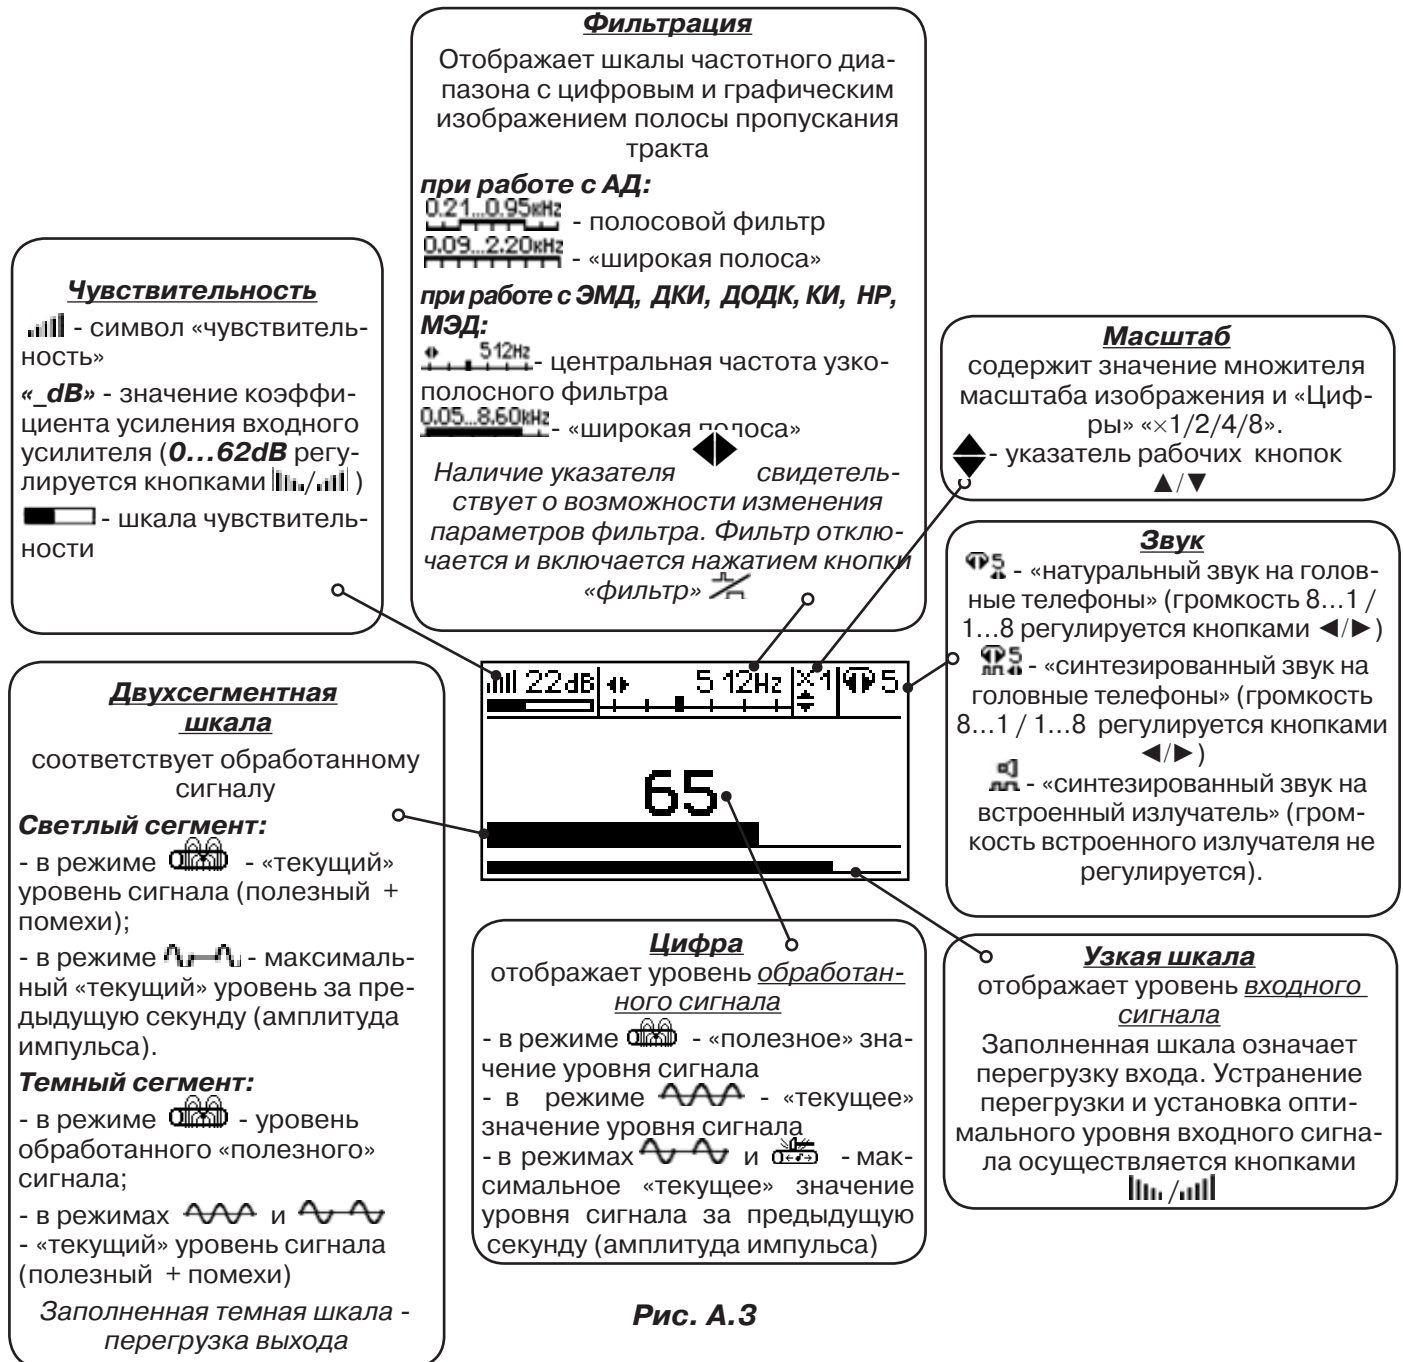 Фильтрация
Отображает шкалы частотного диа-
пазона с цифровым и графическим
изображением полосы пропускания
тракта
при работе с АД:
0.21...0.95кHz - полосовой фильтр
0.09...2.20кHz - «широкая полоса»
при работе с ЭМД, ДКИ, ДОДК, КИ, НР,
МЭД:
512Hz - центральная частота узко-
полосного фильтра
0.05...8.60кHz - «широкая полоса»
Наличие указателя ◀▶ свидетель-
ствует о возможности изменения
параметров фильтра. Фильтр отклю-
чается и включается нажатием кнопки
«фильтр»
Чувствительность
- символ «чувствитель-
ность»
«_dB» - значение коэффи-
циента усиления входного
усилителя (0...62dB регу-
лируется кнопками / )
- шкала чувствитель-
ности
Масштаб
содержит значение множителя
масштаба изображения и «Циф-
ры» «×1/2/4/8».
- указатель рабочих кнопок
▲/▼
Звук
5 - «натуральный звук на голов-
ные телефоны» (громкость 8...1 /
1...8 регулируется кнопками ◄/►)
5 - «синтезированный звук на
головные телефоны» (громкость
8...1 / 1...8 регулируется кнопками
◄/►)
- «синтезированный звук на
встроенный излучатель» (гром-
кость встроенного излучателя не
регулируется).
Двухсегментная
шкала
соответствует обработанному
сигналу
Светлый сегмент:
- в режиме - «текущий»
уровень сигнала (полезный +
помехи);
- в режиме - максималь-
ный «текущий» уровень за пре-
дыдущую секунду (амплитуда
импульса).
Темный сегмент:
- в режиме - уровень
обработанного «полезного»
сигнала;
- в режимах и
- «текущий» уровень сигнала
(полезный + помехи)
Заполненная темная шкала -
перегрузка выхода
22dB 512Hz ×1 5
65
Цифра
отображает уровень обработан-
ного сигнала
- в режиме - «полезное» зна-
чение уровня сигнала
- в режиме - «текущее»
значение уровня сигнала
- в режимах и - мак-
симальное «текущее» значение
уровня сигнала за предыдущую
секунду (амплитуда импульса)
Узкая шкала
отображает уровень входного
сигнала
Заполненная шкала означает
перегрузку входа. Устранение
перегрузки и установка опти-
мального уровня входного сигна-
ла осуществляется кнопками
/
Рис. А.3